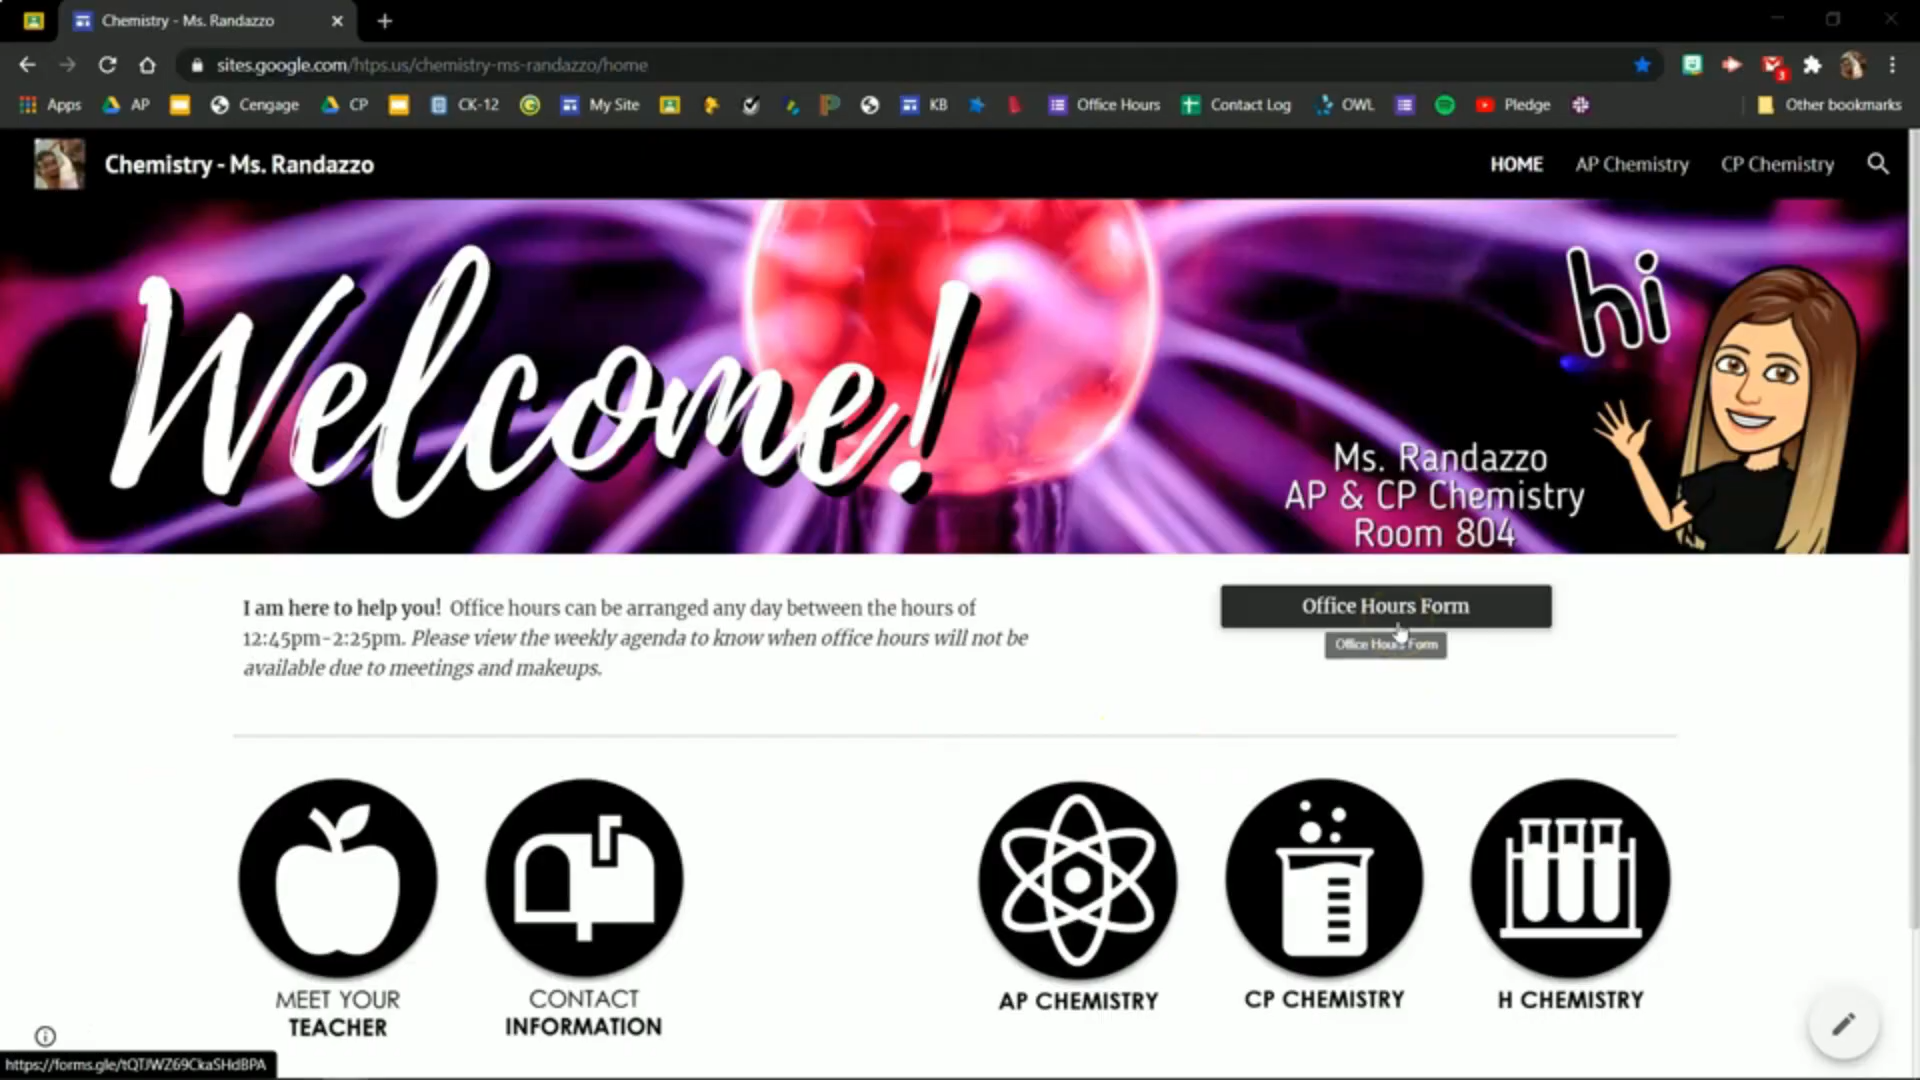 Chemistry - Ms. Randazzo
sites.google.com/htps.us/chemistry-ms-randazzo/home
3
Apps AP Cengage CP CK-12 My Site KB Office Hours Contact Log OWL Pledge Other bookmarks
Chemistry - Ms. Randazzo
HOME AP Chemistry CP Chemistry
Welcome!
hi
Ms. Randazzo
AP & CP Chemistry
Room 804
I am here to help you! Office hours can be arranged any day between the hours of
12:45pm-2:25pm. Please view the weekly agenda to know when office hours will not be
available due to meetings and makeups.
Office Hours Form
Office Hours Form
MEET YOUR
TEACHER
CONTACT
INFORMATION
AP CHEMISTRY
CP CHEMISTRY
H CHEMISTRY